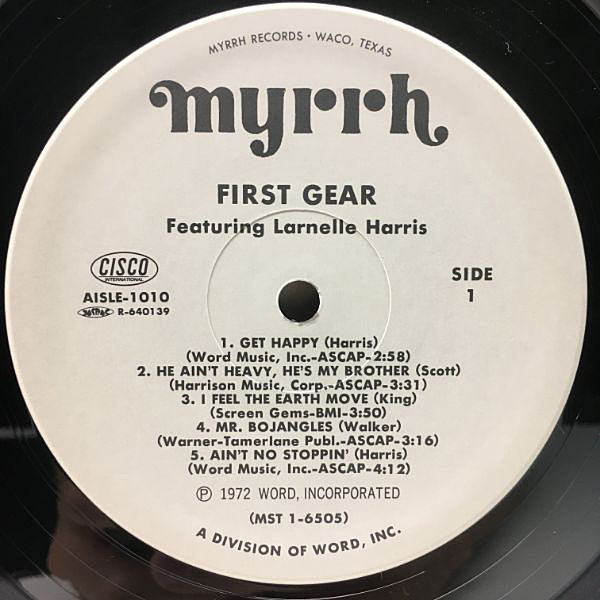 MYRRH RECORDS • WACO, TEXAS
myrrh
FIRST GEAR
Featuring Larnelle Harris
CISCO
INTERNATIONAL
AISLE-1010
R-640139
SIDE
1
1. GET HAPPY (Harris)
(Word Music, Inc.-ASCAP-2:58)
2. HE AIN'T HEAVY, HE'S MY BROTHER (Scott)
(Harrison Music, Corp.-ASCAP-3:31)
3. I FEEL THE EARTH MOVE (King)
(Screen Gems-BMI-3:50)
4. MR. BOJANGLES (Walker)
(Warner-Tamerlane Publ.-ASCAP-3:16)
5. AIN'T NO STOPPIN' (Harris)
(Word Music, Inc.-ASCAP-4:12)
℗ 1972 WORD, INCORPORATED
(MST 1-6505)
A DIVISION OF WORD, INC.